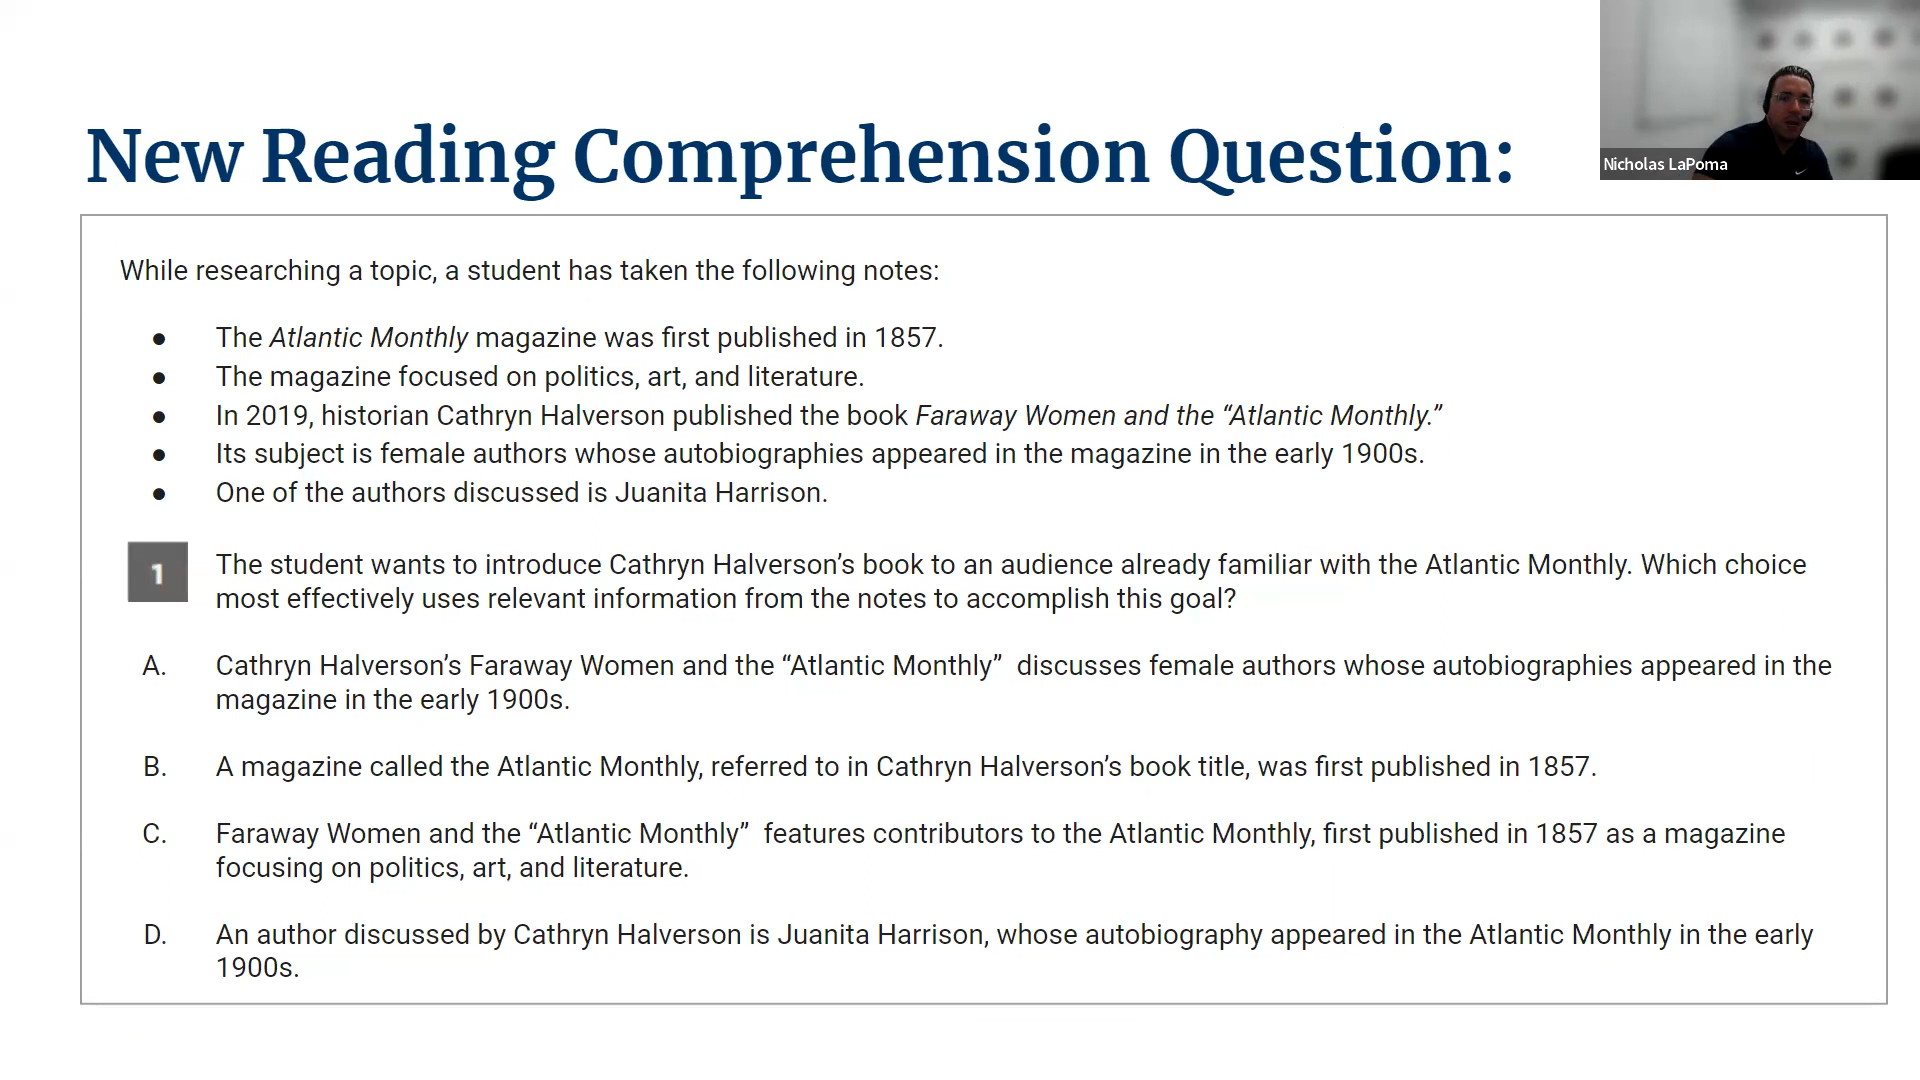 New Reading Comprehension Question:
Nicholas LaPoma
While researching a topic, a student has taken the following notes:
● The Atlantic Monthly magazine was first published in 1857.
● The magazine focused on politics, art, and literature.
● In 2019, historian Cathryn Halverson published the book Faraway Women and the “Atlantic Monthly.”
● Its subject is female authors whose autobiographies appeared in the magazine in the early 1900s.
● One of the authors discussed is Juanita Harrison.
1 The student wants to introduce Cathryn Halverson’s book to an audience already familiar with the Atlantic Monthly. Which choice
most effectively uses relevant information from the notes to accomplish this goal?
A. Cathryn Halverson’s Faraway Women and the “Atlantic Monthly” discusses female authors whose autobiographies appeared in the
magazine in the early 1900s.
B. A magazine called the Atlantic Monthly, referred to in Cathryn Halverson’s book title, was first published in 1857.
C. Faraway Women and the “Atlantic Monthly” features contributors to the Atlantic Monthly, first published in 1857 as a magazine
focusing on politics, art, and literature.
D. An author discussed by Cathryn Halverson is Juanita Harrison, whose autobiography appeared in the Atlantic Monthly in the early
1900s.